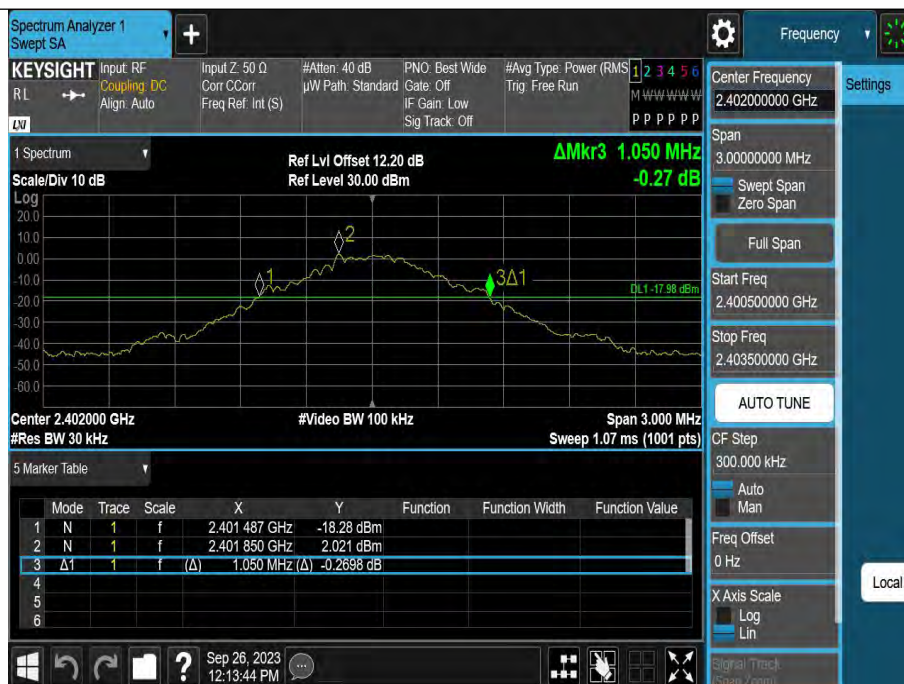 Spectrum Analyzer 1
Swept SA
+
Frequency
KEYSIGHT
RL
LXI
Input: RF
Coupling: DC
Align: Auto
Input Z: 50 Ω
Corr CCorr
Freq Ref: Int (S)
#Atten: 40 dB
µW Path: Standard
PNO: Best Wide
Gate: Off
IF Gain: Low
Sig Track: Off
#Avg Type: Power (RMS
Trig: Free Run
1 2 3 4 5 6
M W W W W W
P P P P P P
1 Spectrum
Scale/Div 10 dB
Ref Lvl Offset 12.20 dB
Ref Level 30.00 dBm
ΔMkr3 1.050 MHz
-0.27 dB
Log
20.0
10.0
0.00
-10.0
-20.0
-30.0
-40.0
-50.0
-60.0
1
2
3Δ1
DL1 -17.98 dBm
Center 2.402000 GHz
#Res BW 30 kHz
#Video BW 100 kHz
Span 3.000 MHz
Sweep 1.07 ms (1001 pts)
5 Marker Table
Mode Trace Scale X Y Function Function Width Function Value
1 N 1 f 2.401 487 GHz -18.28 dBm
2 N 1 f 2.401 850 GHz 2.021 dBm
3 Δ1 1 f (Δ) 1.050 MHz (Δ) -0.2698 dB
4
5
6
?
Sep 26, 2023
12:13:44 PM
Center Frequency
2.402000000 GHz
Span
3.00000000 MHz
Swept Span
Zero Span
Full Span
Start Freq
2.400500000 GHz
Stop Freq
2.403500000 GHz
AUTO TUNE
CF Step
300.000 kHz
Auto
Man
Freq Offset
0 Hz
X Axis Scale
Log
Lin
Signal Track
(Span Zoom)
Settings
Local